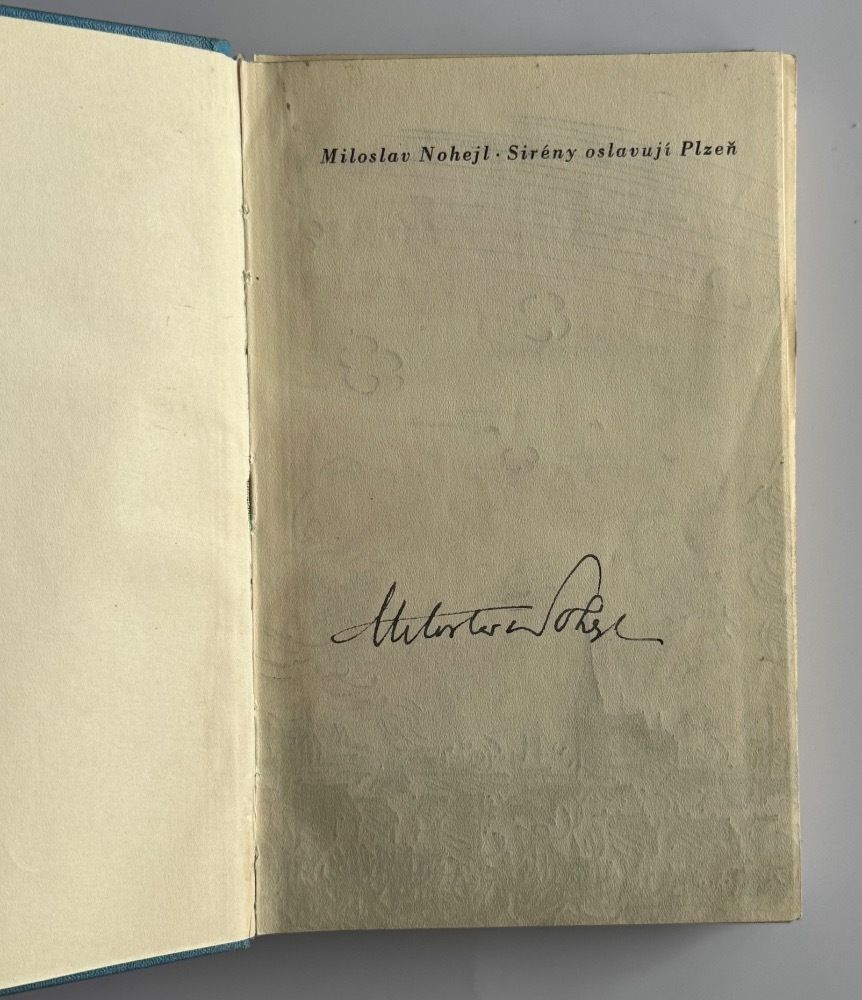 Miloslav Nohejl · Sirény oslavují Plzeň
Miloslav Nohejl